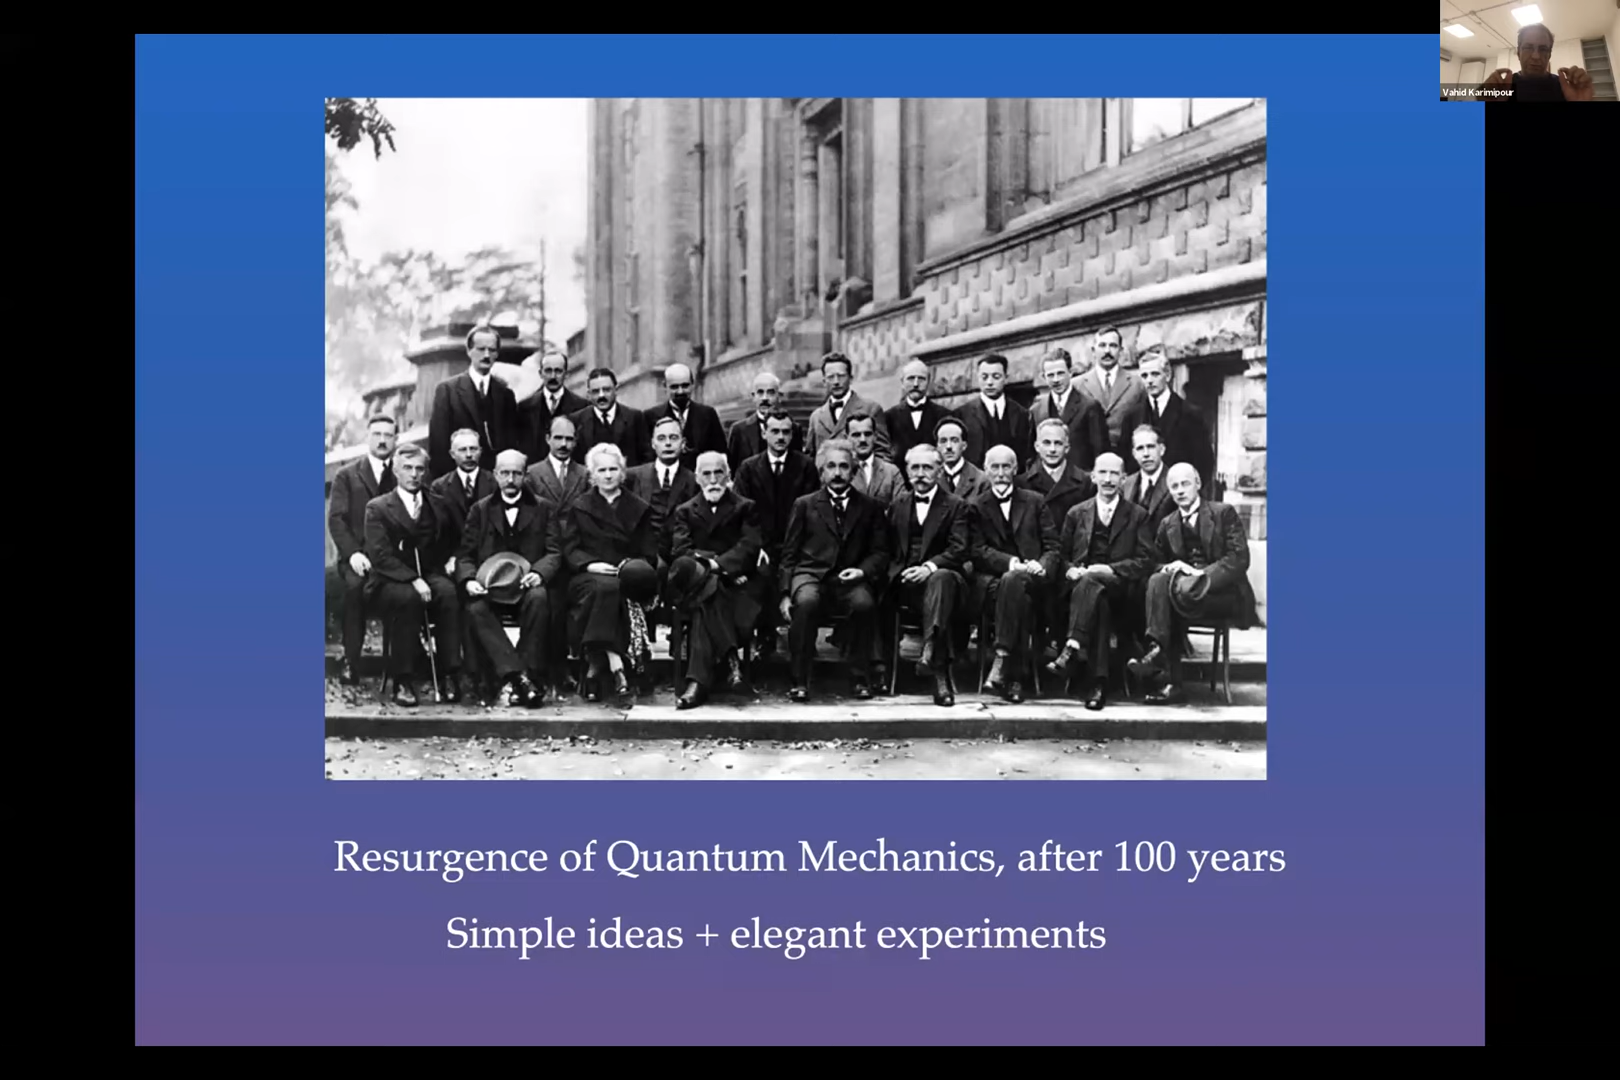 Vahid Karimipour
Resurgence of Quantum Mechanics, after 100 years
Simple ideas + elegant experiments